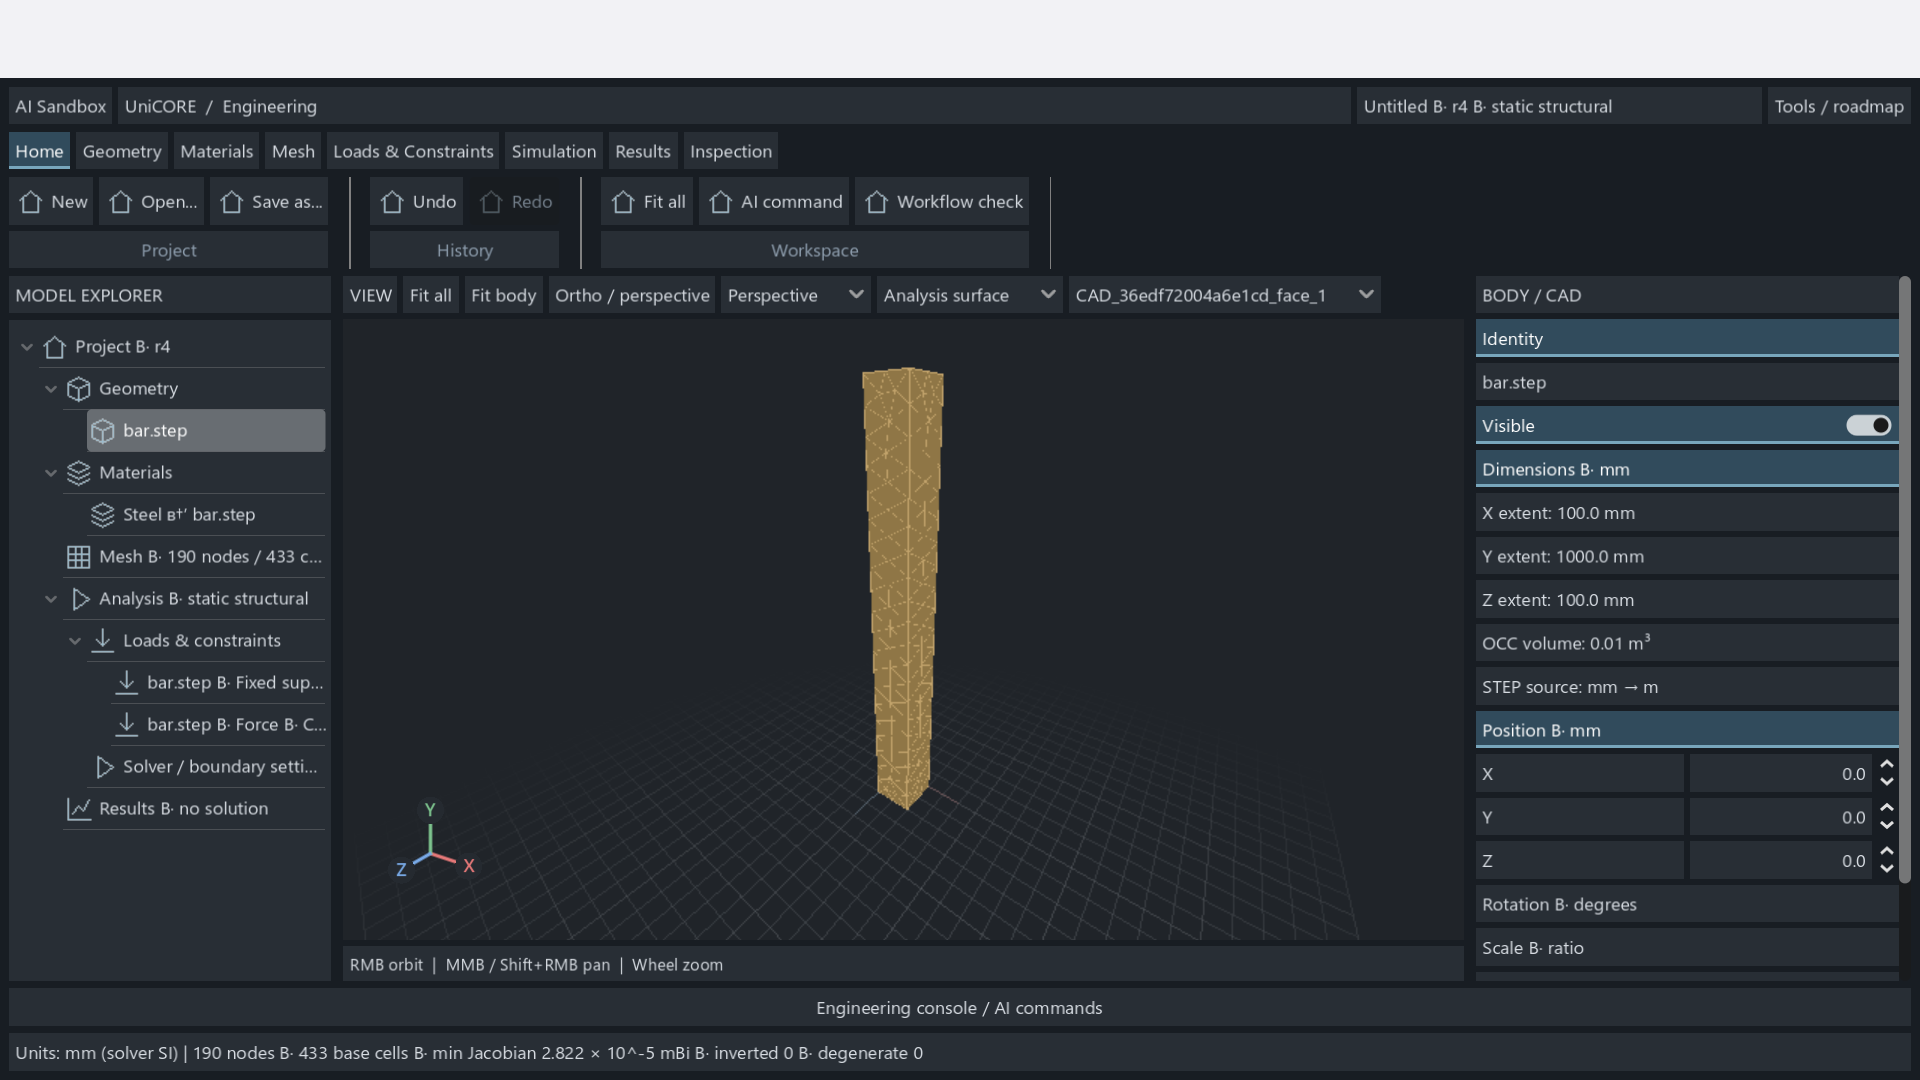 AI Sandbox
UniCORE / Engineering
Untitled В· r4 В· static structural
Tools / roadmap
Home
Geometry
Materials
Mesh
Loads & Constraints
Simulation
Results
Inspection
New
Open...
Save as...
Undo
Redo
Fit all
AI command
Workflow check
Project
History
Workspace
MODEL EXPLORER
Project В· r4
Geometry
bar.step
Materials
Steel в†’ bar.step
Mesh В· 190 nodes / 433 c...
Analysis В· static structural
Loads & constraints
bar.step В· Fixed sup...
bar.step В· Force В· C...
Solver / boundary setti...
Results В· no solution
VIEW
Fit all
Fit body
Ortho / perspective
Perspective
Analysis surface
CAD_36edf72004a6e1cd_face_1
Y
Z
X
RMB orbit | MMB / Shift+RMB pan | Wheel zoom
BODY / CAD
Identity
bar.step
Visible
Dimensions В· mm
X extent: 100.0 mm
Y extent: 1000.0 mm
Z extent: 100.0 mm
OCC volume: 0.01 m³
STEP source: mm → m
Position В· mm
X 0.0
Y 0.0
Z 0.0
Rotation В· degrees
Scale В· ratio
Engineering console / AI commands
Units: mm (solver SI) | 190 nodes В· 433 base cells В· min Jacobian 2.822 × 10^-5 mВі В· inverted 0 В· degenerate 0